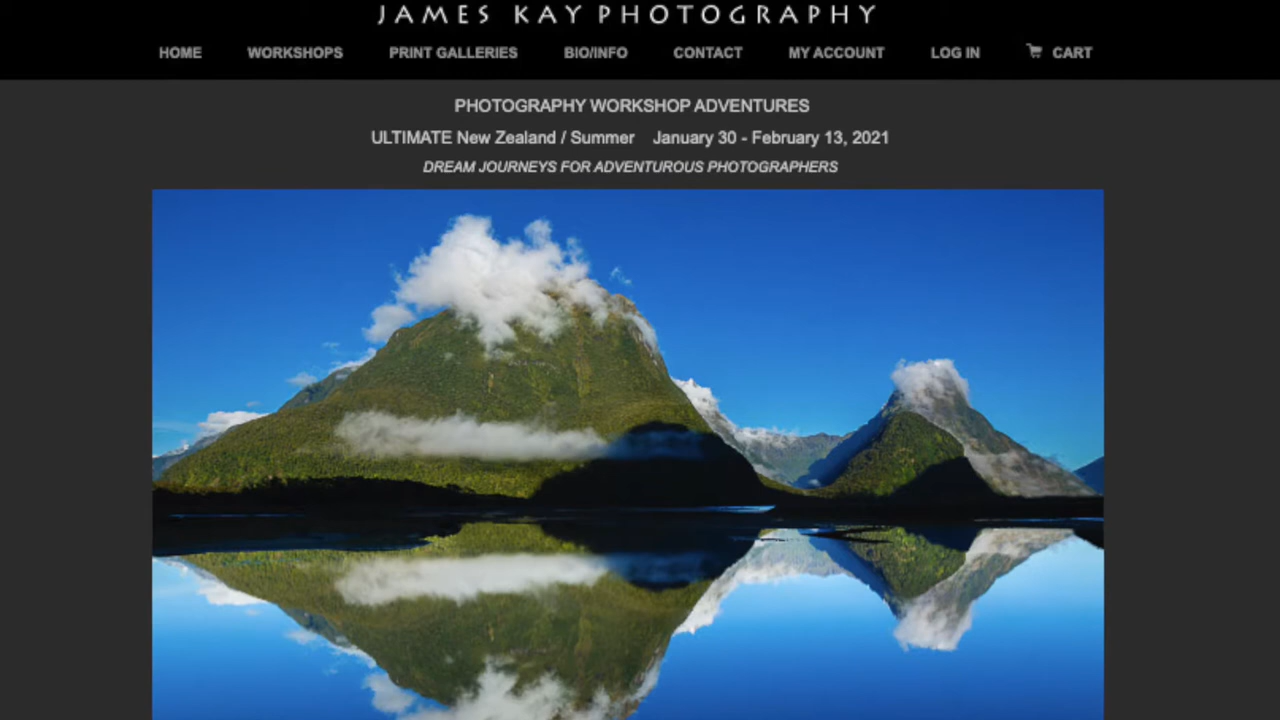 JAMES KAY PHOTOGRAPHY
HOME WORKSHOPS PRINT GALLERIES BIO/INFO CONTACT MY ACCOUNT LOG IN CART
PHOTOGRAPHY WORKSHOP ADVENTURES
ULTIMATE New Zealand / Summer January 30 - February 13, 2021
DREAM JOURNEYS FOR ADVENTUROUS PHOTOGRAPHERS